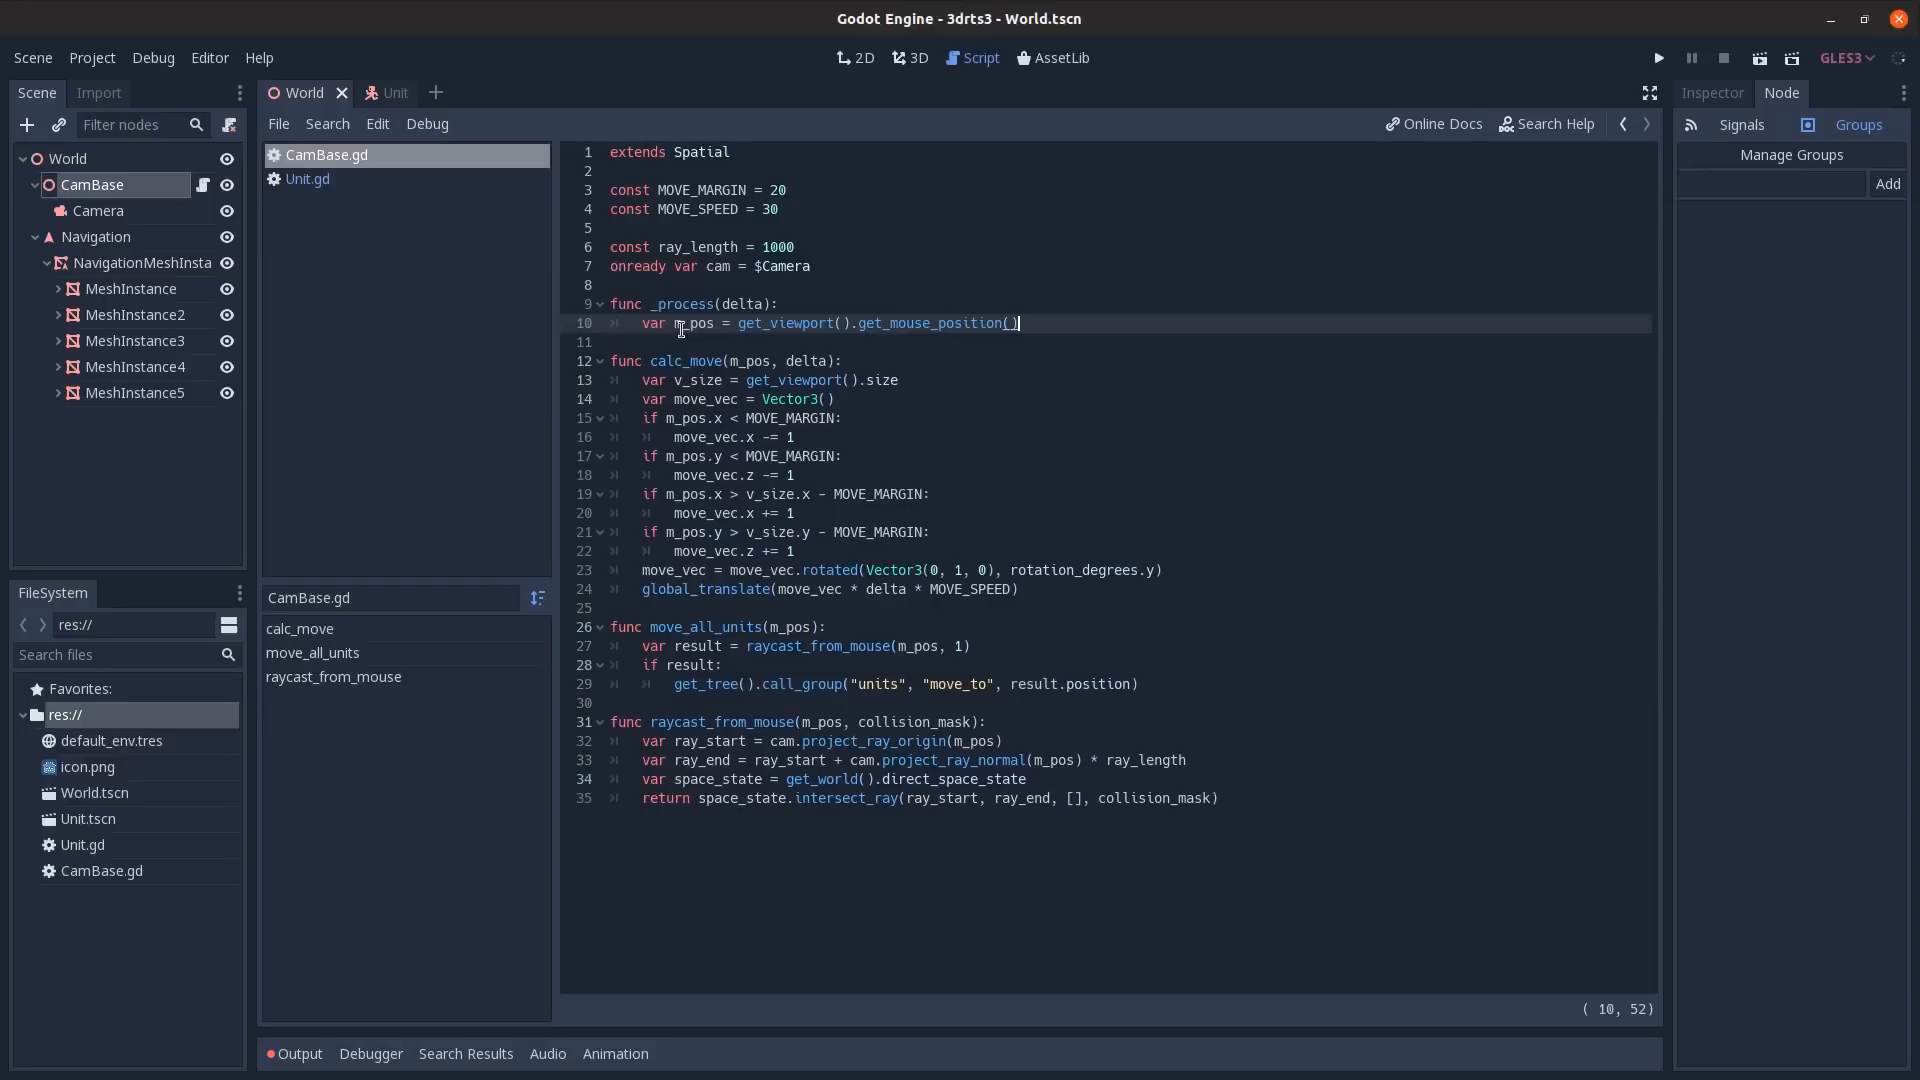 Godot Engine - 3drts3 - World.tscn
Scene Project Debug Editor Help
2D 3D Script AssetLib
GLES3
Scene Import
Filter nodes
World
CamBase
Camera
Navigation
NavigationMeshInsta
MeshInstance
MeshInstance2
MeshInstance3
MeshInstance4
MeshInstance5
FileSystem
res://
Search files
Favorites:
res://
default_env.tres
icon.png
World.tscn
Unit.tscn
Unit.gd
CamBase.gd
World Unit
File Search Edit Debug
Online Docs Search Help
CamBase.gd
Unit.gd
CamBase.gd
calc_move
move_all_units
raycast_from_mouse
1 extends Spatial
2
3 const MOVE_MARGIN = 20
4 const MOVE_SPEED = 30
5
6 const ray_length = 1000
7 onready var cam = $Camera
8
9 func _process(delta):
10 var m_pos = get_viewport().get_mouse_position()
11
12 func calc_move(m_pos, delta):
13 var v_size = get_viewport().size
14 var move_vec = Vector3()
15 if m_pos.x < MOVE_MARGIN:
16 move_vec.x -= 1
17 if m_pos.y < MOVE_MARGIN:
18 move_vec.z -= 1
19 if m_pos.x > v_size.x - MOVE_MARGIN:
20 move_vec.x += 1
21 if m_pos.y > v_size.y - MOVE_MARGIN:
22 move_vec.z += 1
23 move_vec = move_vec.rotated(Vector3(0, 1, 0), rotation_degrees.y)
24 global_translate(move_vec * delta * MOVE_SPEED)
25
26 func move_all_units(m_pos):
27 var result = raycast_from_mouse(m_pos, 1)
28 if result:
29 get_tree().call_group("units", "move_to", result.position)
30
31 func raycast_from_mouse(m_pos, collision_mask):
32 var ray_start = cam.project_ray_origin(m_pos)
33 var ray_end = ray_start + cam.project_ray_normal(m_pos) * ray_length
34 var space_state = get_world().direct_space_state
35 return space_state.intersect_ray(ray_start, ray_end, [], collision_mask)
( 10, 52)
Output Debugger Search Results Audio Animation
Inspector Node
Signals Groups
Manage Groups
Add